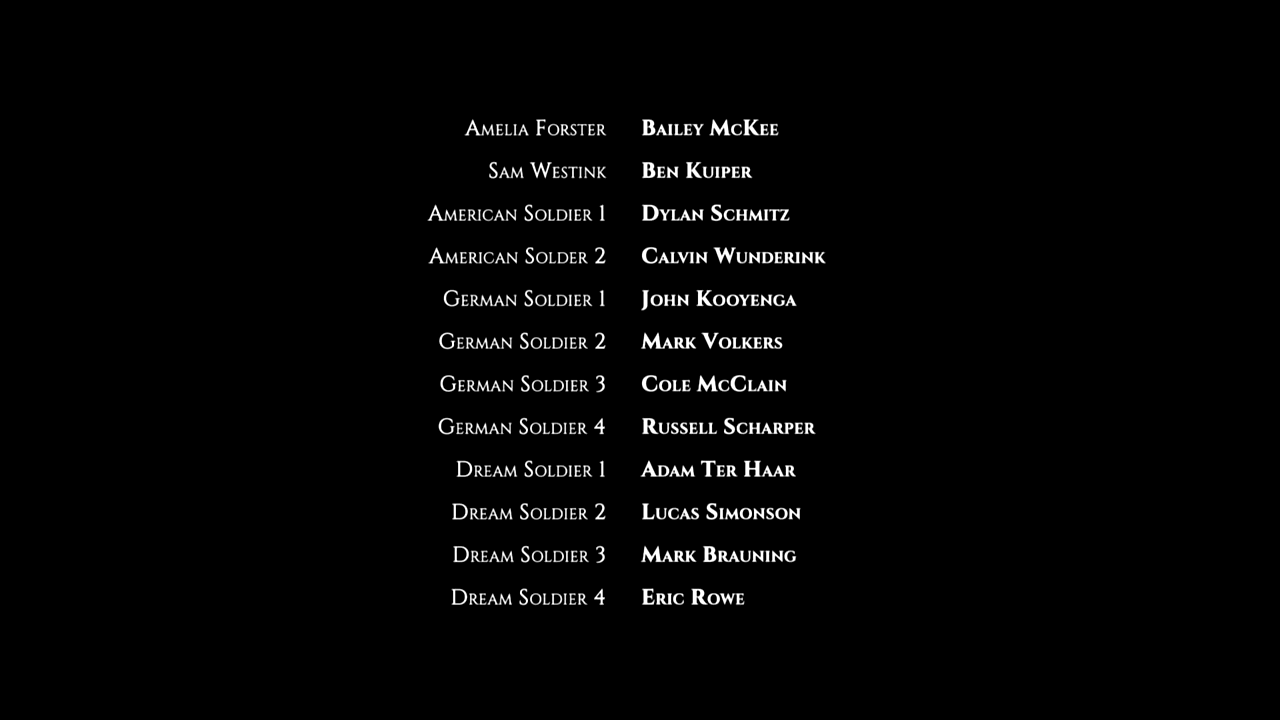 Amelia Forster Bailey McKee
Sam Westink Ben Kuiper
American Soldier 1 Dylan Schmitz
American Solder 2 Calvin Wunderink
German Soldier 1 John Kooyenga
German Soldier 2 Mark Volkers
German Soldier 3 Cole McClain
German Soldier 4 Russell Scharper
Dream Soldier 1 Adam Ter Haar
Dream Soldier 2 Lucas Simonson
Dream Soldier 3 Mark Brauning
Dream Soldier 4 Eric Rowe